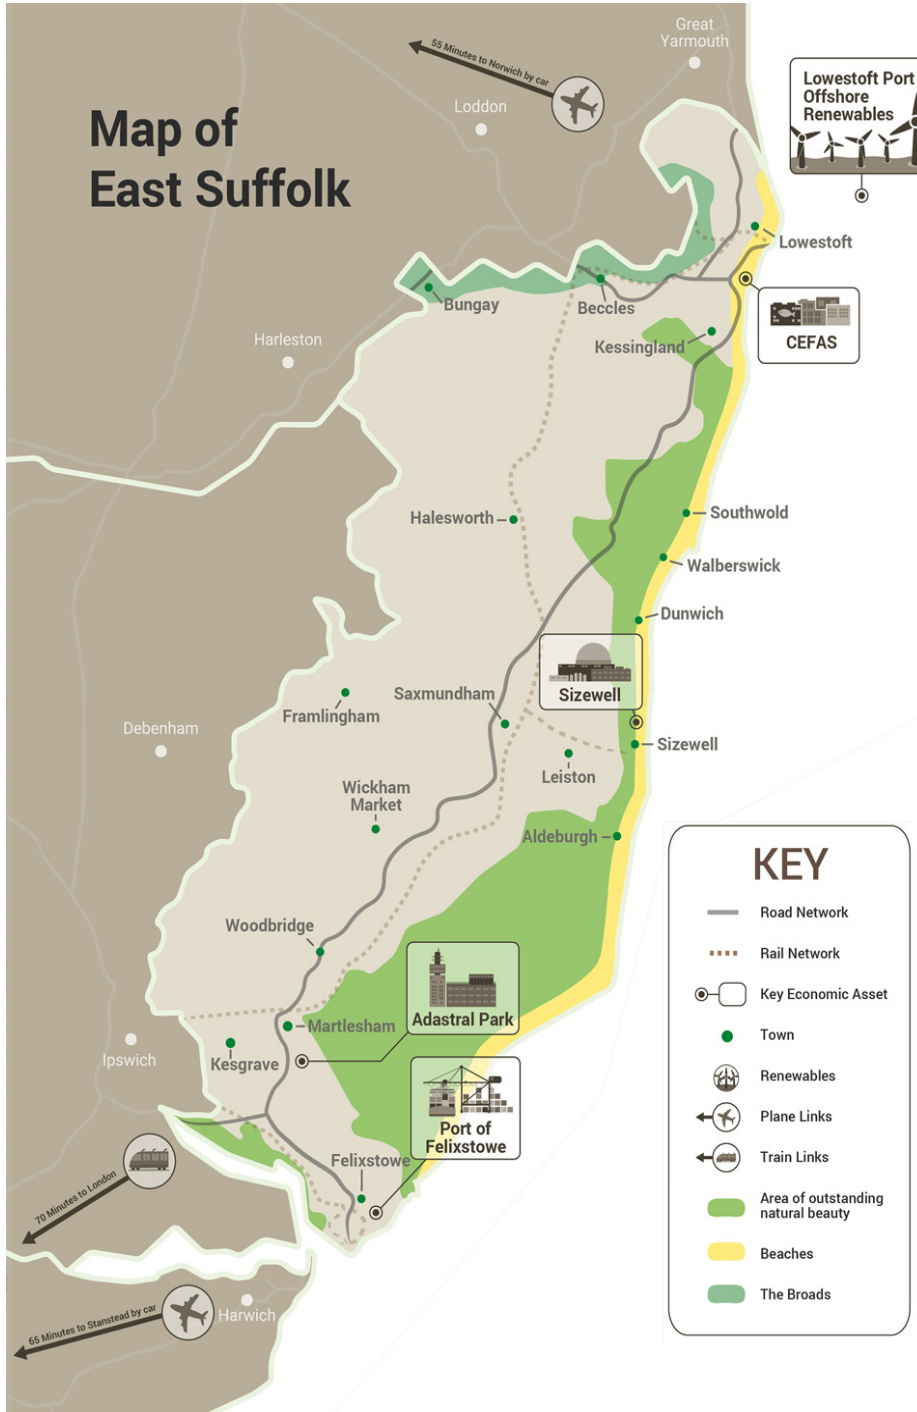 Map of
East Suffolk
Great
Yarmouth
55 Minutes to Norwich by car
Loddon
Lowestoft Port
Offshore
Renewables
Lowestoft
Bungay
Beccles
CEFAS
Kessingland
Harleston
Halesworth
Southwold
Walberswick
Dunwich
Sizewell
Saxmundham
Framlingham
Debenham
Sizewell
Leiston
Wickham
Market
Aldeburgh
Woodbridge
Adastral Park
Martlesham
Ipswich
Kesgrave
Port of
Felixstowe
Felixstowe
70 Minutes to London
65 Minutes to Stanstead by car
Harwich
KEY
Road Network
Rail Network
Key Economic Asset
Town
Renewables
Plane Links
Train Links
Area of outstanding
natural beauty
Beaches
The Broads